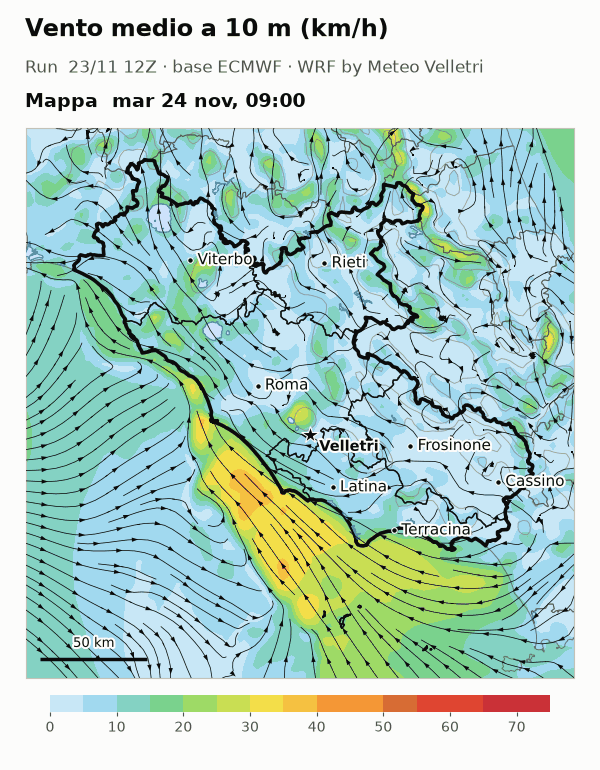 Vento medio a 10 m (km/h)
Run  23/11 12Z · base ECMWF · WRF by Meteo Velletri
Mappa  mar 24 nov, 09:00
Viterbo
Rieti
Roma
Velletri
Frosinone
Latina
Cassino
Terracina
50 km
0 10 20 30 40 50 60 70